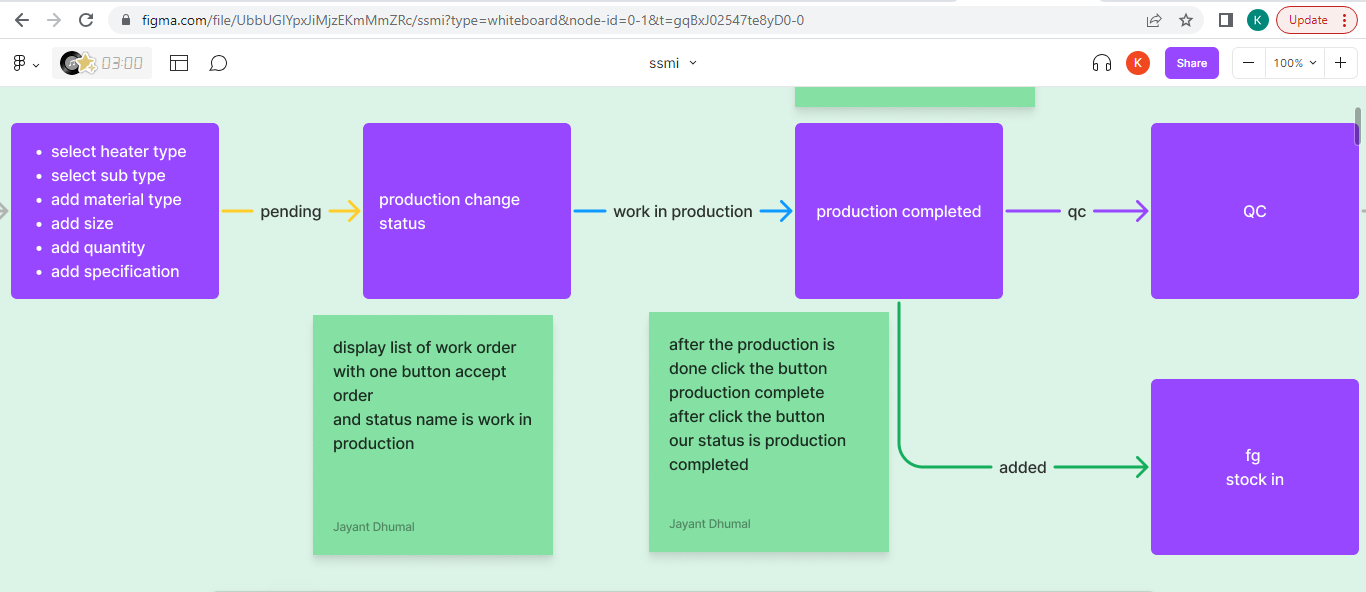 figma.com/file/UbbUGlYpxJiMjzEKmMmZRc/ssmi?type=whiteboard&node-id=0-1&t=gqBxJ02547te8yD0-0
K
Update
03:00
ssmi
K
Share
100%
• select heater type
• select sub type
• add material type
• add size
• add quantity
• add specification
pending
production change
status
work in production
production completed
qc
QC
display list of work order
with one button accept
order
and status name is work in
production
Jayant Dhumal
after the production is
done click the button
production complete
after click the button
our status is production
completed
Jayant Dhumal
added
fg
stock in